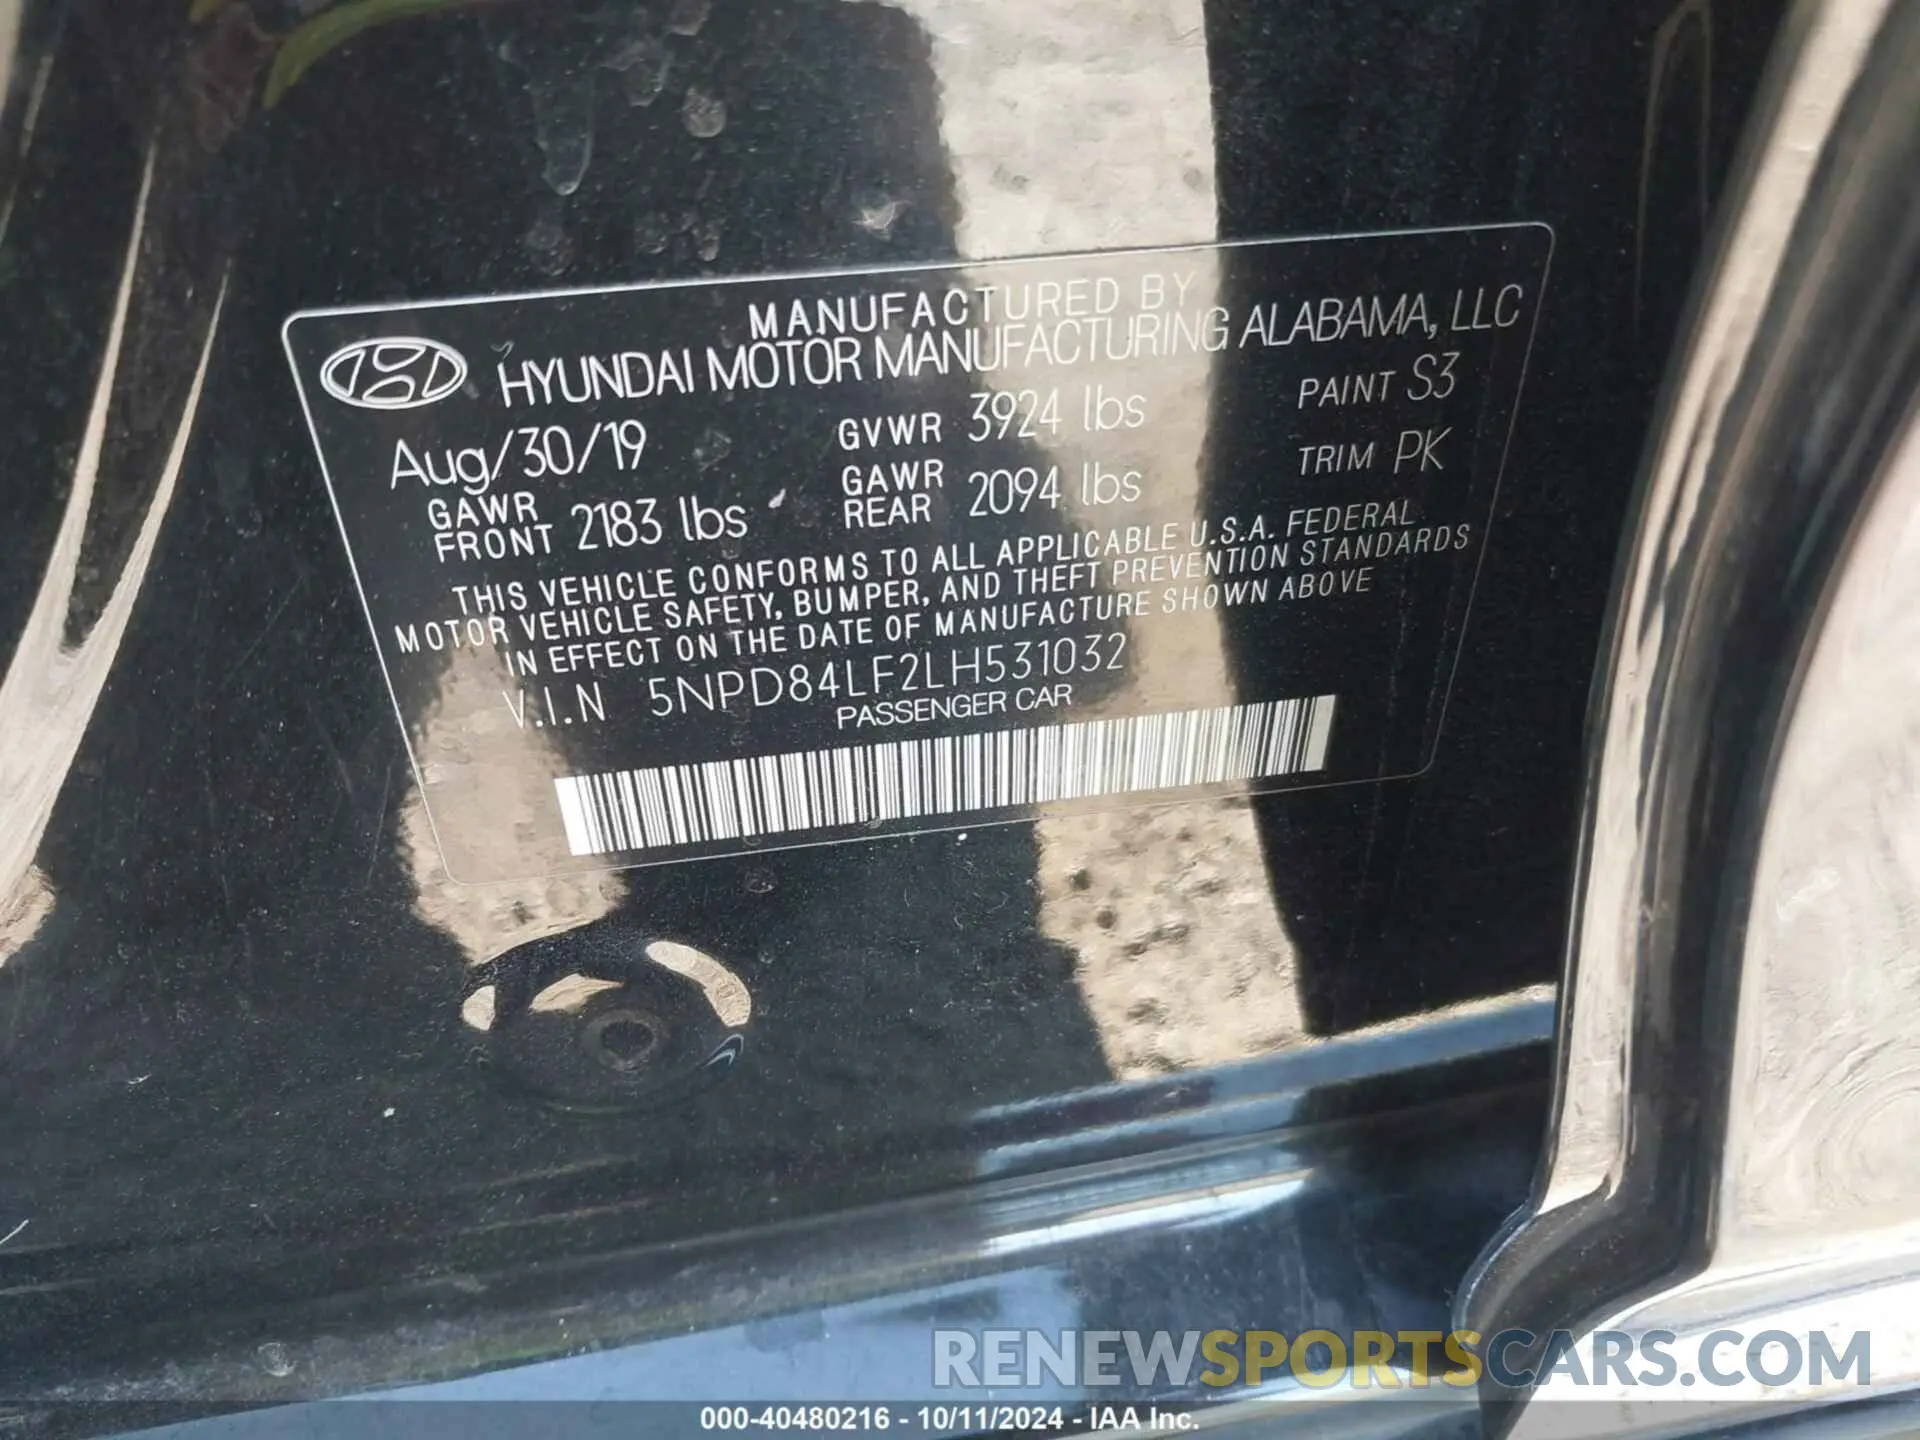 MANUFACTURED BY
HYUNDAI MOTOR MANUFACTURING ALABAMA, LLC
Aug/30/19 GVWR 3924 lbs PAINT S3
GAWR FRONT 2183 lbs GAWR REAR 2094 lbs TRIM PK
THIS VEHICLE CONFORMS TO ALL APPLICABLE U.S.A. FEDERAL
MOTOR VEHICLE SAFETY, BUMPER, AND THEFT PREVENTION STANDARDS
IN EFFECT ON THE DATE OF MANUFACTURE SHOWN ABOVE
V.I.N 5NPD84LF2LH531032
PASSENGER CAR
RENEWSPORTSCARS.COM
000-40480216 - 10/11/2024 - IAA Inc.